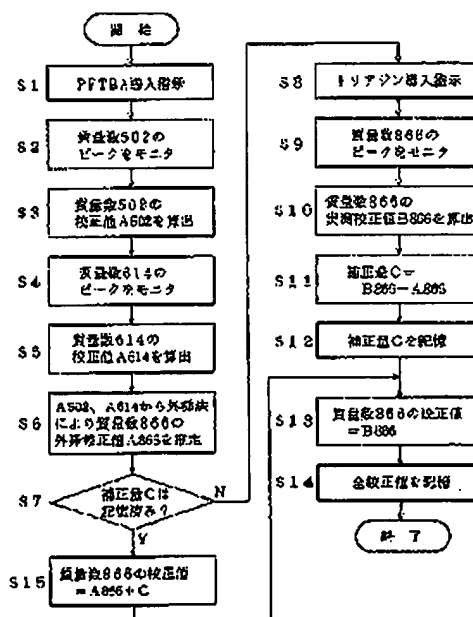 開始
S1
PFTBA導入指示
S2
質量数502の
ピークをモニタ
S3
質量数502の
校正値A502を算出
S4
質量数614の
ピークをモニタ
S5
質量数614の
校正値A614を算出
S6
A502、A614から外挿法
により質量数866の
外挿校正値A866を推定
S7
補正量Cは
記憶済み?
N
Y
S15
質量数866の校正値
=A866+C
S8
トリアジン導入指示
S9
質量数866の
ピークをモニタ
S10
質量数866の
実測校正値B866を算出
S11
補正量C=
B866-A866
S12
補正量Cを記憶
S13
質量数866の校正値
=B866
S14
全校正値を記憶
終了